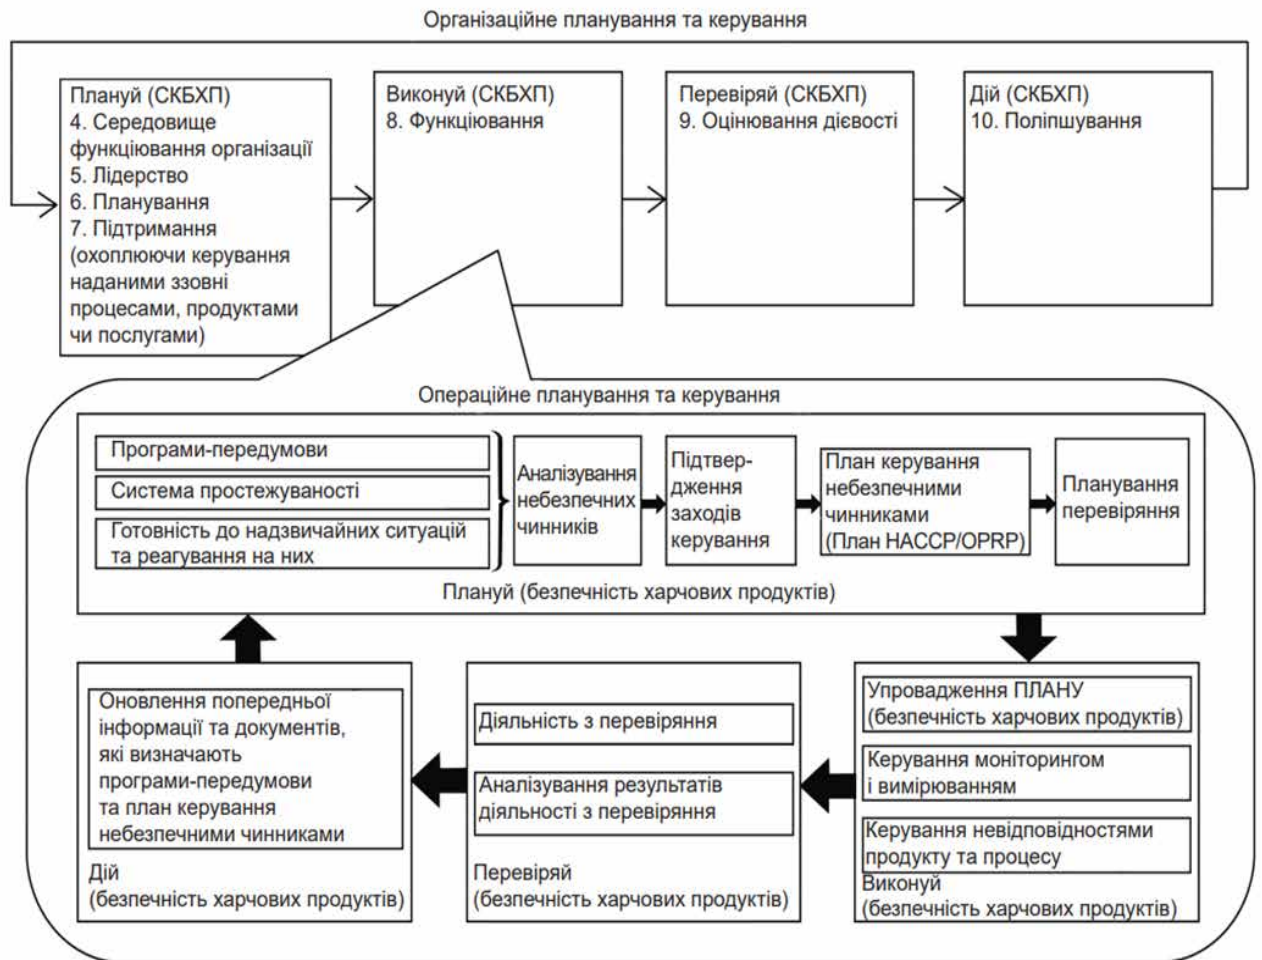 Організаційне планування та керування
Плануй (СКБХП)
4. Середовище
функціювання організації
5. Лідерство
6. Планування
7. Підтримання
(охоплюючи керування
наданими ззовні
процесами, продуктами
чи послугами)
Виконуй (СКБХП)
8. Функціювання
Перевіряй (СКБХП)
9. Оцінювання дієвості
Дій (СКБХП)
10. Поліпшування
Операційне планування та керування
Програми-передумови
Система простежуваності
Готовність до надзвичайних ситуацій
та реагування на них
Аналізування
небезпечних
чинників
Підтвер-
дження
заходів
керування
План керування
небезпечними
чинниками
(План НАССР/OPRP)
Планування
перевіряння
Плануй (безпечність харчових продуктів)
Оновлення попередньої
інформації та документів,
які визначають
програми-передумови
та план керування
небезпечними чинниками
Дій
(безпечність харчових продуктів)
Діяльність з перевіряння
Аналізування результатів
діяльності з перевіряння
Перевіряй
(безпечність харчових продуктів)
Упровадження ПЛАНУ
(безпечність харчових продуктів)
Керування моніторингом
і вимірюванням
Керування невідповідностями
продукту та процесу
Виконуй
(безпечність харчових продуктів)